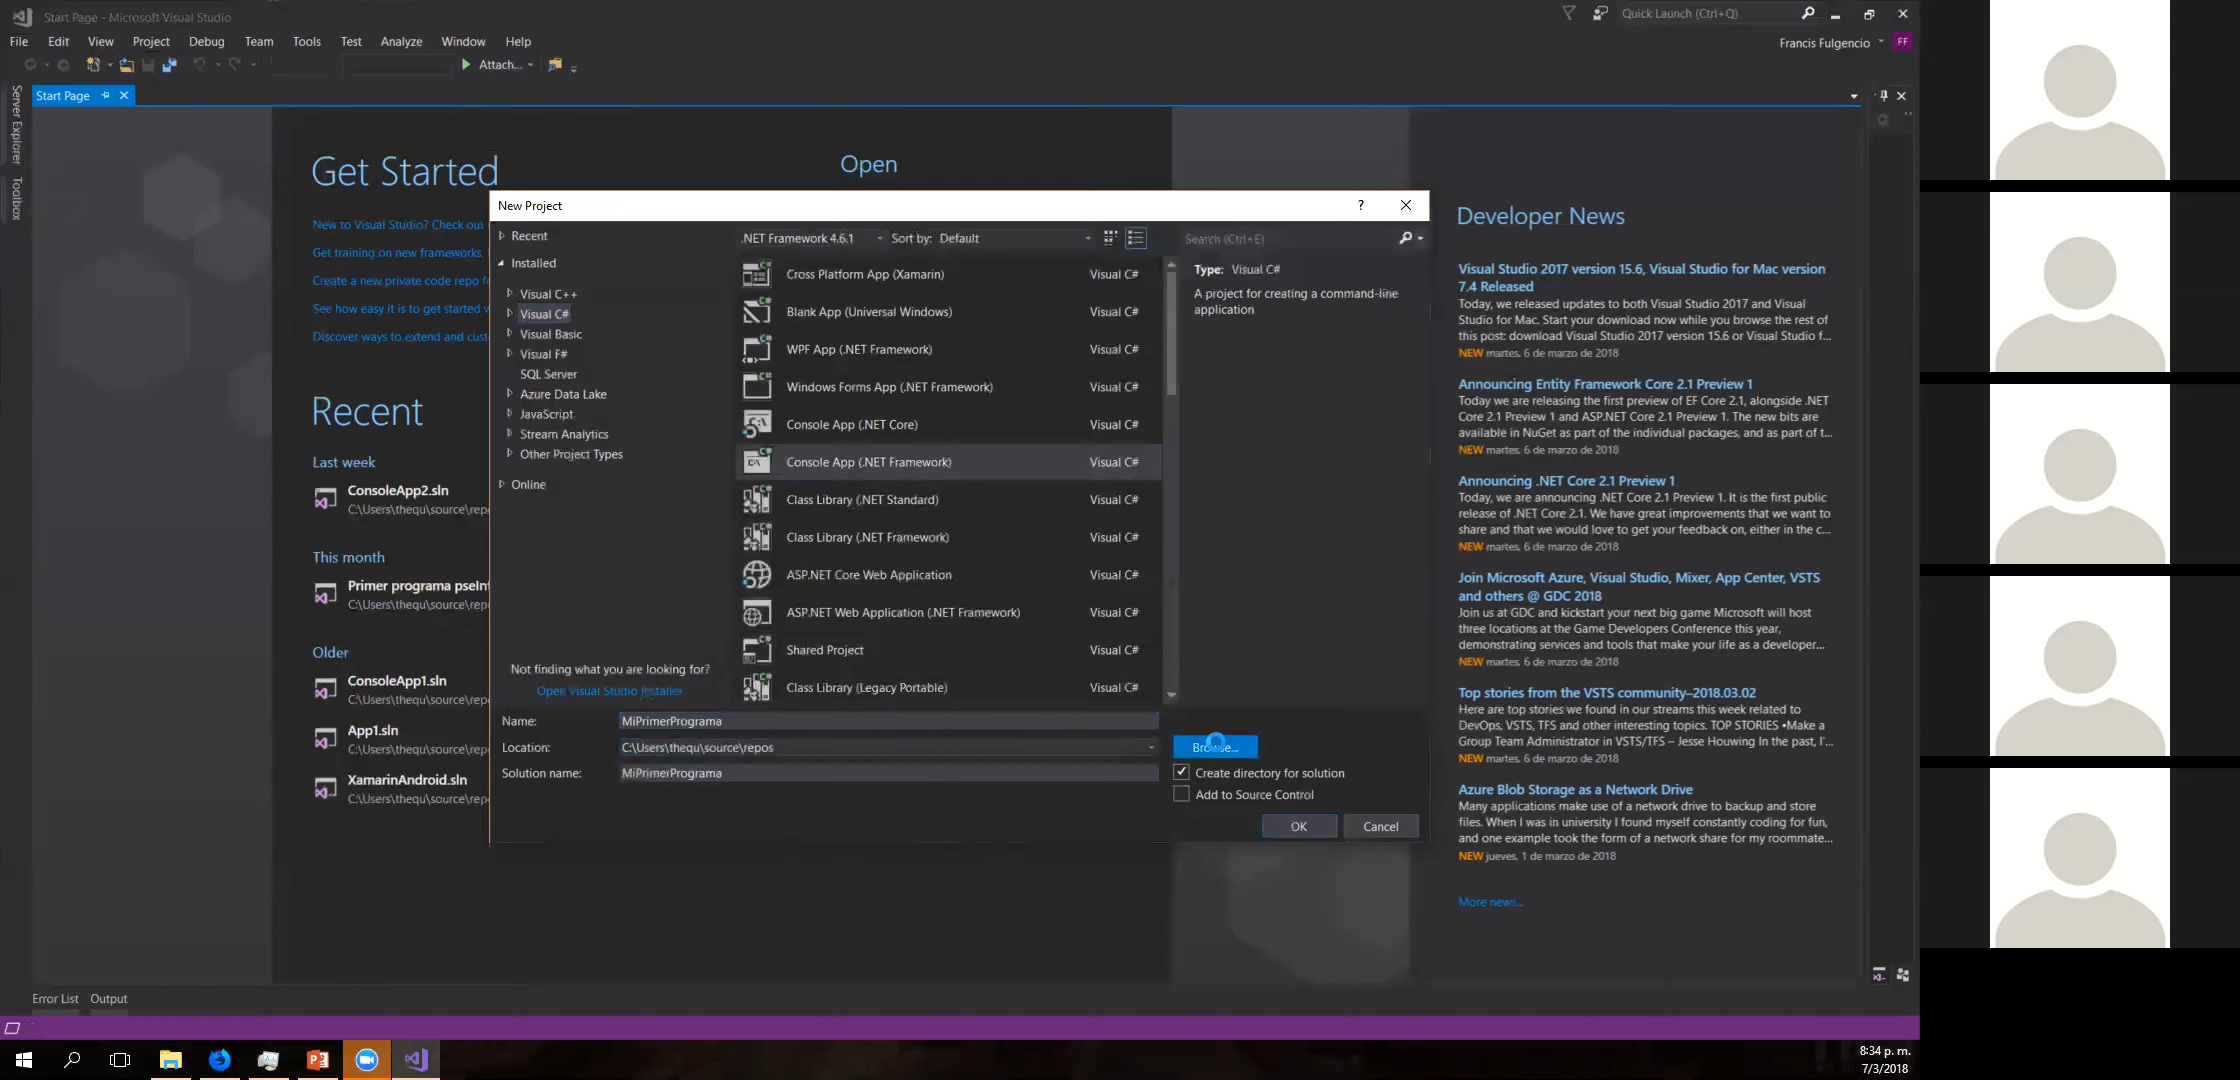 Start Page - Microsoft Visual Studio
Quick Launch (Ctrl+Q)
File Edit View Project Debug Team Tools Test Analyze Window Help
Francis Fulgencio FF
Attach...
Start Page
Server Explorer
Toolbox
Get Started
New to Visual Studio? Check out
Get training on new frameworks,
Create a new private code repo f
See how easy it is to get started w
Discover ways to extend and cust
Recent
Last week
ConsoleApp2.sln
C:\Users\thequ\source\repo
This month
Primer programa pseInt
C:\Users\thequ\source\repo
Older
ConsoleApp1.sln
C:\Users\thequ\source\repo
App1.sln
C:\Users\thequ\source\repo
XamarinAndroid.sln
C:\Users\thequ\source\repo
Open
New Project
?
Recent
Installed
Visual C++
Visual C#
Visual Basic
Visual F#
SQL Server
Azure Data Lake
JavaScript
Stream Analytics
Other Project Types
Online
Not finding what you are looking for?
Open Visual Studio Installer
.NET Framework 4.6.1 Sort by: Default
Search (Ctrl+E)
Cross Platform App (Xamarin) Visual C#
Blank App (Universal Windows) Visual C#
WPF App (.NET Framework) Visual C#
Windows Forms App (.NET Framework) Visual C#
Console App (.NET Core) Visual C#
Console App (.NET Framework) Visual C#
Class Library (.NET Standard) Visual C#
Class Library (.NET Framework) Visual C#
ASP.NET Core Web Application Visual C#
ASP.NET Web Application (.NET Framework) Visual C#
Shared Project Visual C#
Class Library (Legacy Portable) Visual C#
Type: Visual C#
A project for creating a command-line
application
Name: MiPrimerPrograma
Location: C:\Users\thequ\source\repos
Browse...
Solution name: MiPrimerPrograma
Create directory for solution
Add to Source Control
OK Cancel
Developer News
Visual Studio 2017 version 15.6, Visual Studio for Mac version
7.4 Released
Today, we released updates to both Visual Studio 2017 and Visual
Studio for Mac. Start your download now while you browse the rest of
this post: download Visual Studio 2017 version 15.6 or Visual Studio f...
NEW martes, 6 de marzo de 2018
Announcing Entity Framework Core 2.1 Preview 1
Today we are releasing the first preview of EF Core 2.1, alongside .NET
Core 2.1 Preview 1 and ASP.NET Core 2.1 Preview 1. The new bits are
available in NuGet as part of the individual packages, and as part of t...
NEW martes, 6 de marzo de 2018
Announcing .NET Core 2.1 Preview 1
Today, we are announcing .NET Core 2.1 Preview 1. It is the first public
release of .NET Core 2.1. We have great improvements that we want to
share and that we would love to get your feedback on, either in the c...
NEW martes, 6 de marzo de 2018
Join Microsoft Azure, Visual Studio, Mixer, App Center, VSTS
and others @ GDC 2018
Join us at GDC and kickstart your next big game Microsoft will host
three locations at the Game Developers Conference this year,
demonstrating services and tools that make your life as a developer...
NEW martes, 6 de marzo de 2018
Top stories from the VSTS community–2018.03.02
Here are top stories we found in our streams this week related to
DevOps, VSTS, TFS and other interesting topics. TOP STORIES •Make a
Group Team Administrator in VSTS/TFS – Jesse Houwing In the past, I'...
NEW martes, 6 de marzo de 2018
Azure Blob Storage as a Network Drive
Many applications make use of a network drive to backup and store
files. When I was in university I found myself constantly coding for fun,
and one example took the form of a network share for my roommate...
NEW jueves, 1 de marzo de 2018
More news...
Error List Output
8:34 p. m.
7/3/2018